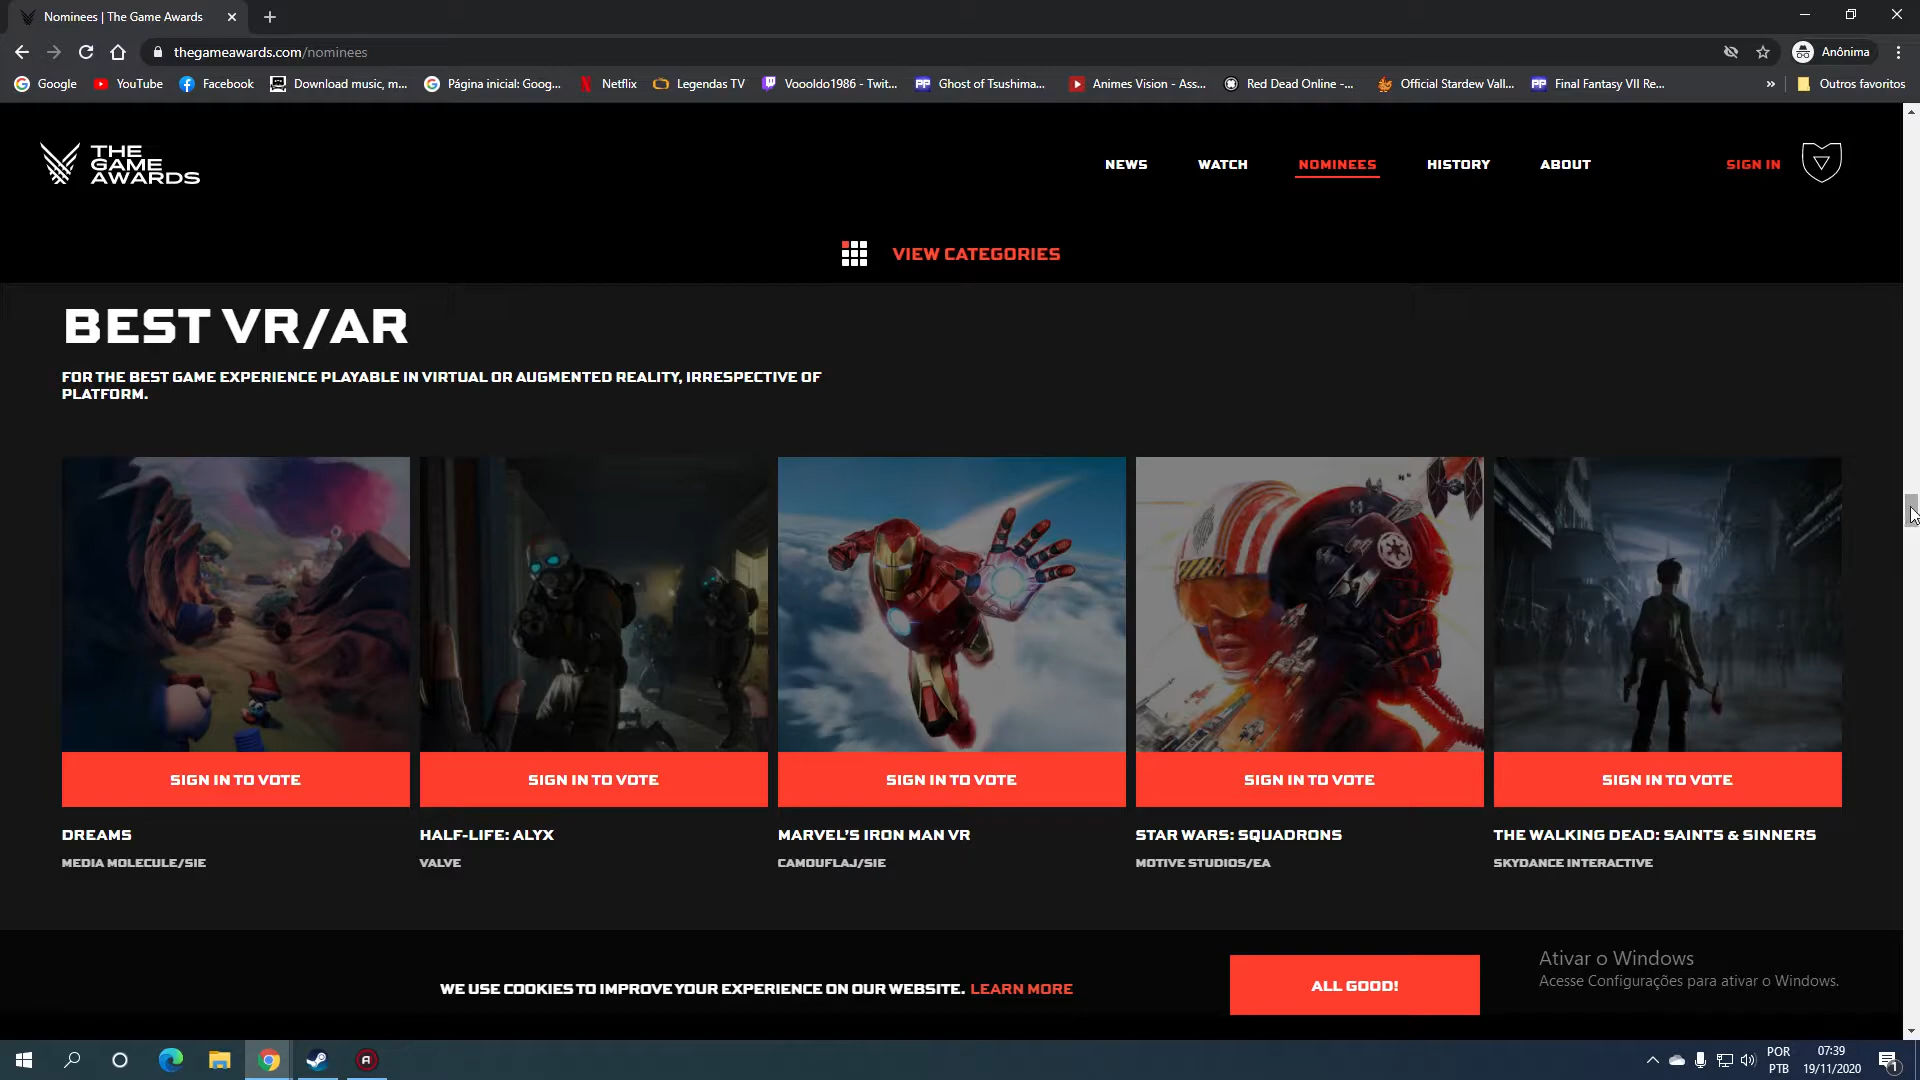 Nominees | The Game Awards
thegameawards.com/nominees
Anônima
Google
YouTube
Facebook
Download music, m...
Página inicial: Goog...
Netflix
Legendas TV
Voooldo1986 - Twit...
Ghost of Tsushima...
Animes Vision - Ass...
Red Dead Online -...
Official Stardew Vall...
Final Fantasy VII Re...
»
Outros favoritos
THE
GAME
AWARDS
NEWS
WATCH
NOMINEES
HISTORY
ABOUT
SIGN IN
VIEW CATEGORIES
BEST VR/AR
FOR THE BEST GAME EXPERIENCE PLAYABLE IN VIRTUAL OR AUGMENTED REALITY, IRRESPECTIVE OF
PLATFORM.
SIGN IN TO VOTE
SIGN IN TO VOTE
SIGN IN TO VOTE
SIGN IN TO VOTE
SIGN IN TO VOTE
DREAMS
MEDIA MOLECULE/SIE
HALF-LIFE: ALYX
VALVE
MARVEL'S IRON MAN VR
CAMOUFLAJ/SIE
STAR WARS: SQUADRONS
MOTIVE STUDIOS/EA
THE WALKING DEAD: SAINTS & SINNERS
SKYDANCE INTERACTIVE
WE USE COOKIES TO IMPROVE YOUR EXPERIENCE ON OUR WEBSITE. LEARN MORE
ALL GOOD!
Ativar o Windows
Acesse Configurações para ativar o Windows.
POR
PTB
07:39
19/11/2020
1